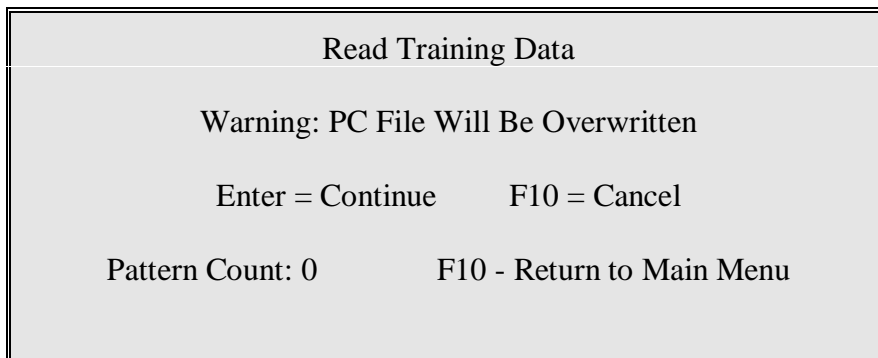 Read Training Data
Warning: PC File Will Be Overwritten
Enter = Continue F10 = Cancel
Pattern Count: 0 F10 - Return to Main Menu